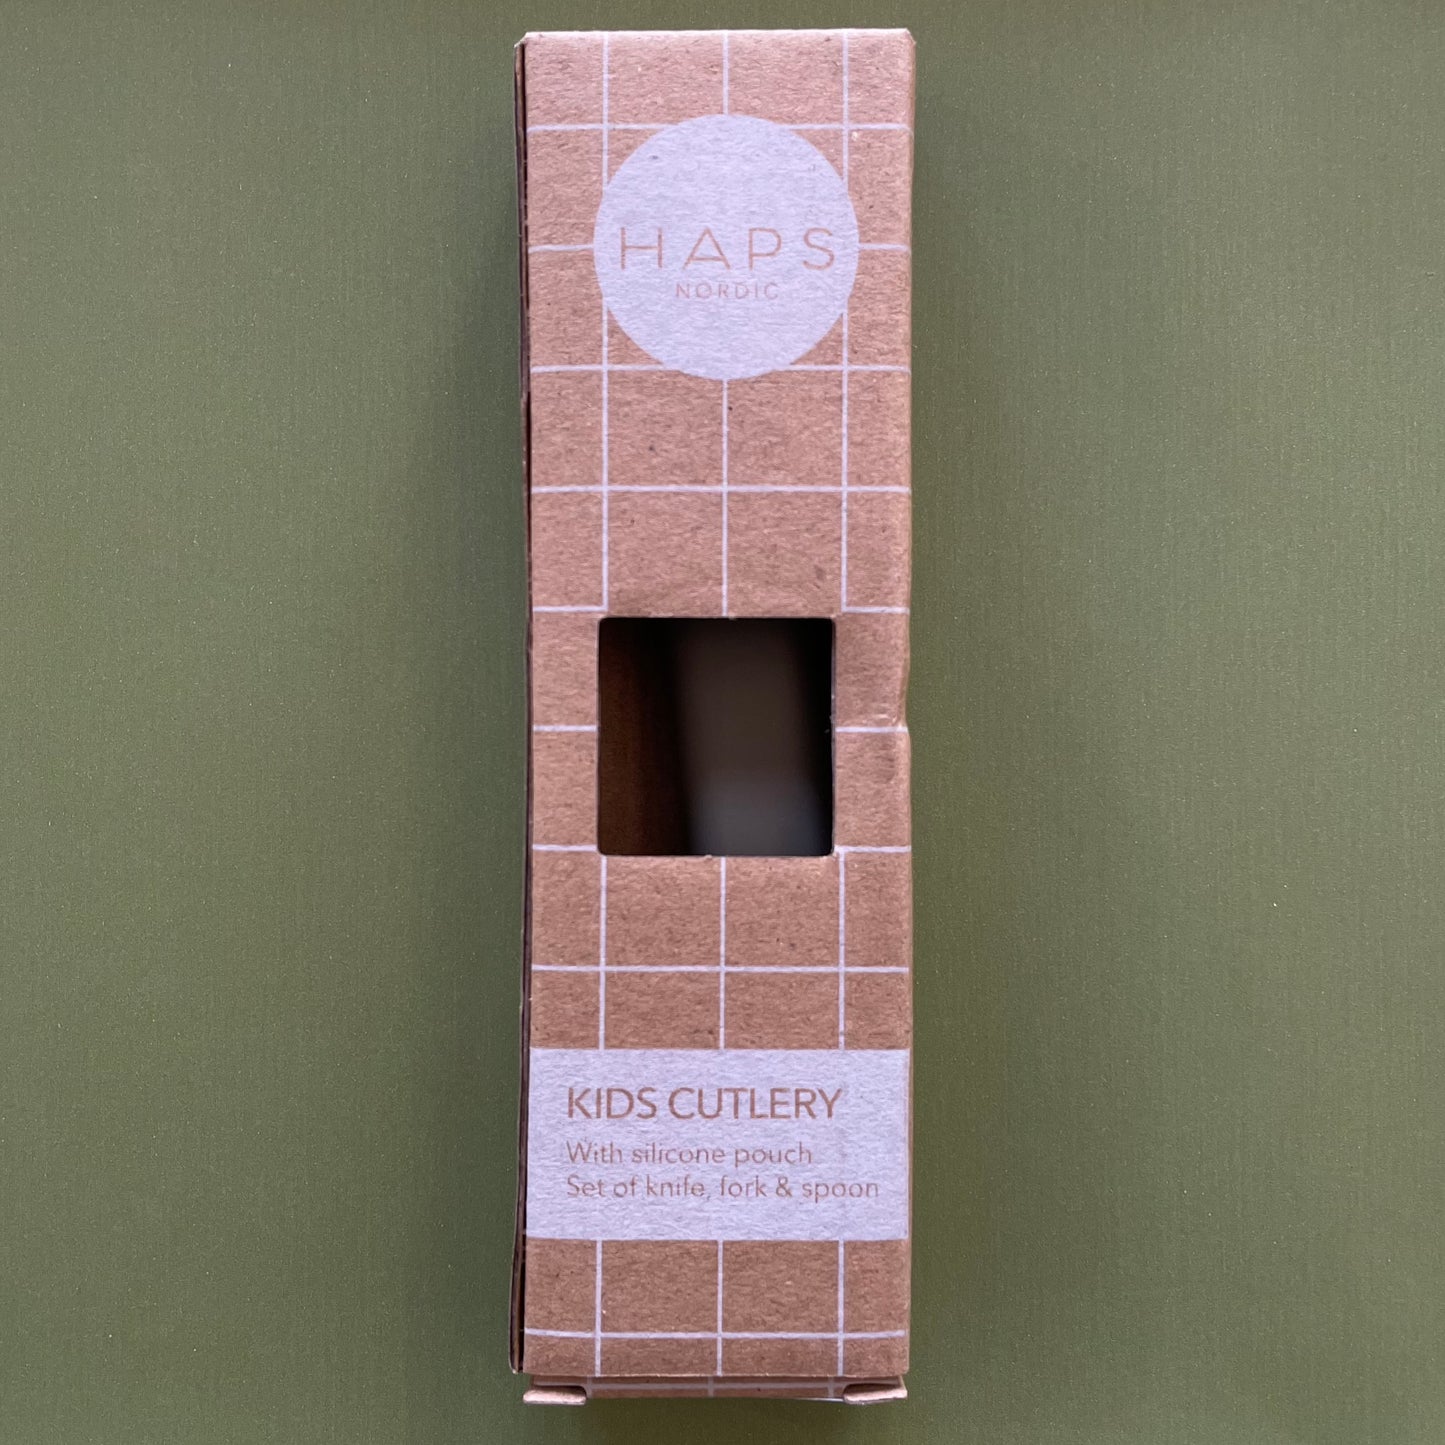 HAPS
NORDIC
KIDS CUTLERY
With silicone pouch
Set of knife, fork & spoon